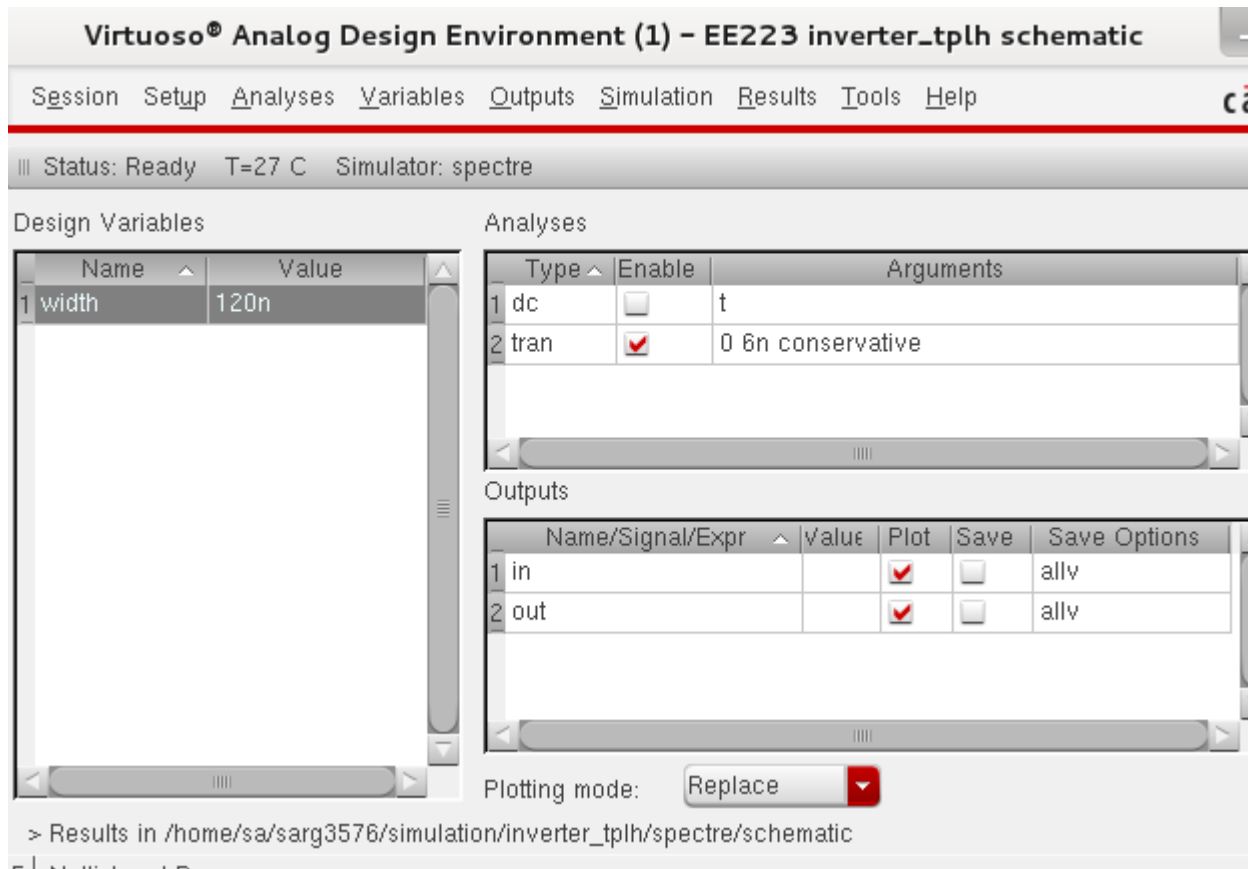 Virtuoso® Analog Design Environment (1) – EE223 inverter_tplh schematic
Session Setup Analyses Variables Outputs Simulation Results Tools Help
Status: Ready T=27 C Simulator: spectre
Design Variables
Name Value
1 width 120n
Analyses
Type Enable Arguments
1 dc t
2 tran 0 6n conservative
Outputs
Name/Signal/Expr Value Plot Save Save Options
1 in allv
2 out allv
Plotting mode: Replace
> Results in /home/sa/sarg3576/simulation/inverter_tplh/spectre/schematic